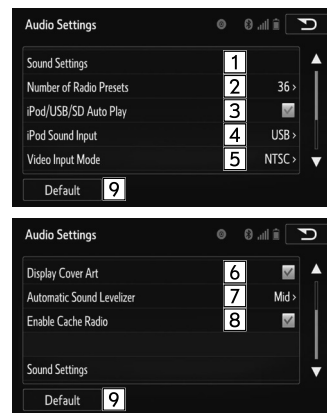 Audio Settings
Sound Settings 1
Number of Radio Presets 2 36 >
iPod/USB/SD Auto Play 3
iPod Sound Input 4 USB >
Video Input Mode 5 NTSC >
Default 9
Audio Settings
Display Cover Art 6
Automatic Sound Levelizer 7 Mid >
Enable Cache Radio 8
Sound Settings
Default 9